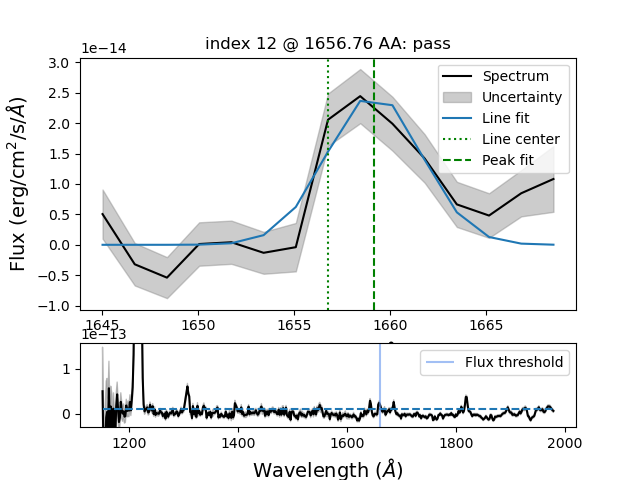 index 12 @ 1656.76 AA: pass
1e−14
3.0
2.5
2.0
1.5
1.0
0.5
0.0
−0.5
−1.0
Flux (erg/cm²/s/Å)
Spectrum
Uncertainty
Line fit
Line center
Peak fit
1645 1650 1655 1660 1665
1e−13
1
0
Flux threshold
1200 1400 1600 1800 2000
Wavelength (Å)